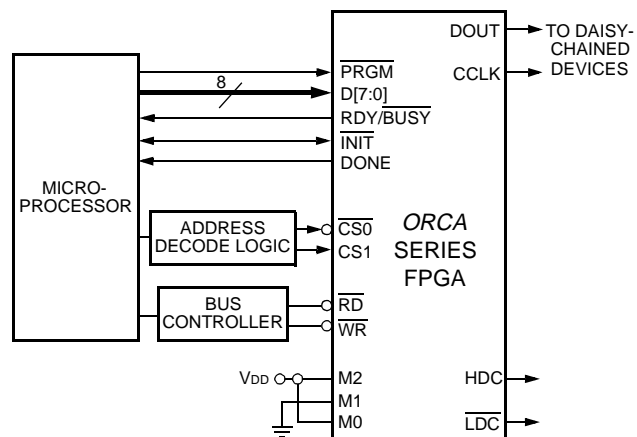 DOUT
TO DAISY-
CHAINED
DEVICES
CCLK
PRGM
8
D[7:0]
RDY/BUSY
INIT
DONE
MICRO-
PROCESSOR
ADDRESS
DECODE LOGIC
CS0
CS1
ORCA
SERIES
FPGA
BUS
CONTROLLER
RD
WR
VDD
M2
M1
M0
HDC
LDC